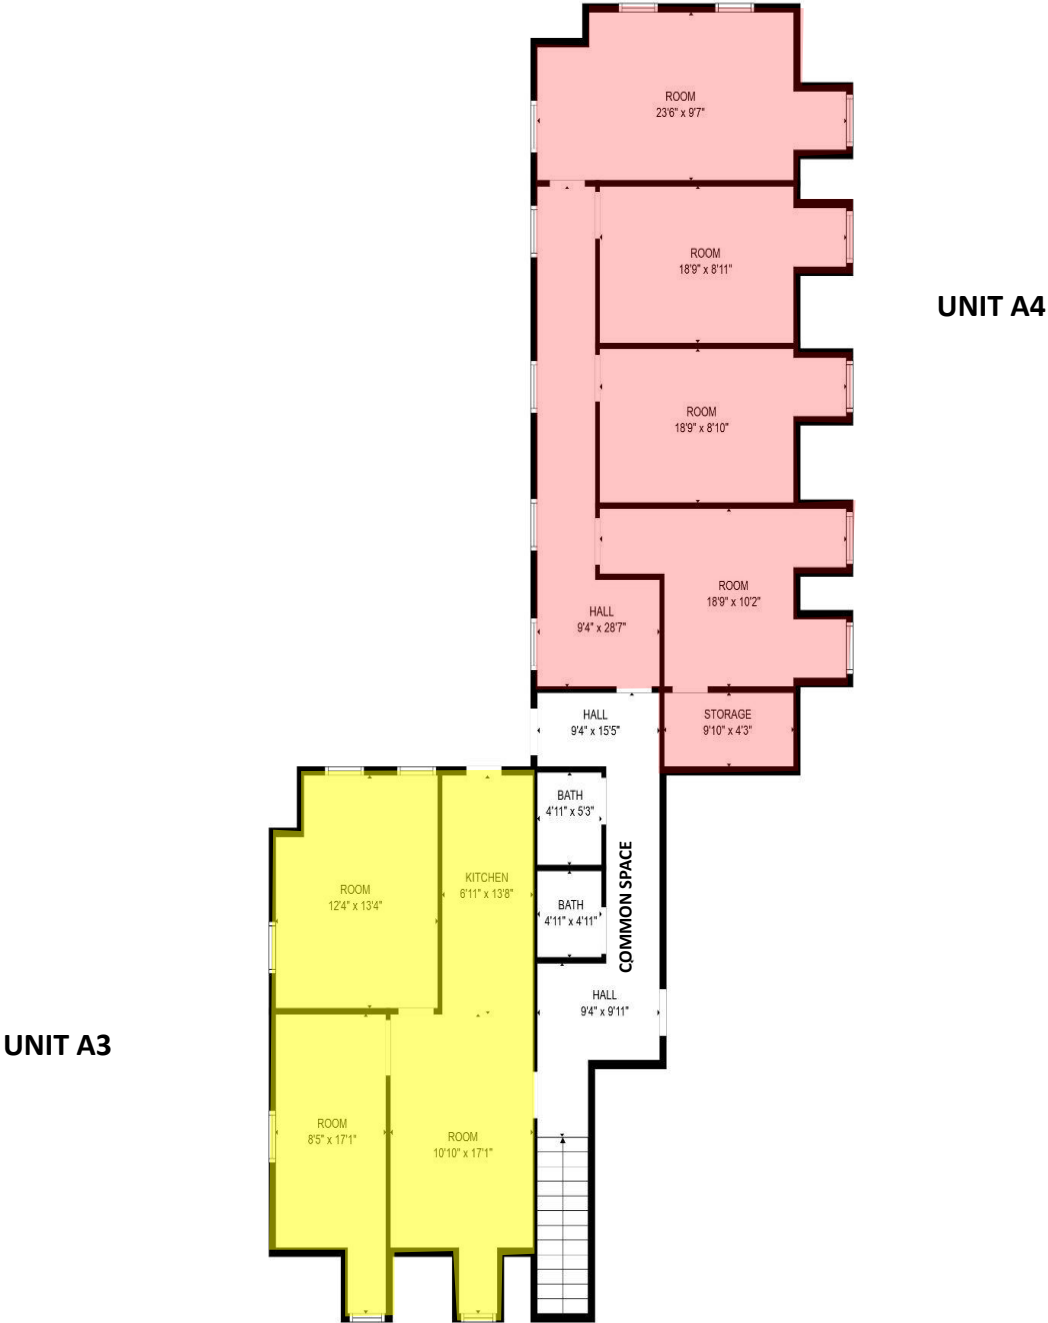 ROOM
23'6" x 9'7"
ROOM
18'9" x 8'11"
UNIT A4
ROOM
18'9" x 8'10"
ROOM
18'9" x 10'2"
HALL
9'4" x 28'7"
HALL
9'4" x 15'5"
STORAGE
9'10" x 4'3"
BATH
4'11" x 5'3"
KITCHEN
6'11" x 13'8"
ROOM
12'4" x 13'4"
BATH
4'11" x 4'11"
COMMON SPACE
HALL
9'4" x 9'11"
UNIT A3
ROOM
8'5" x 17'1"
ROOM
10'10" x 17'1"